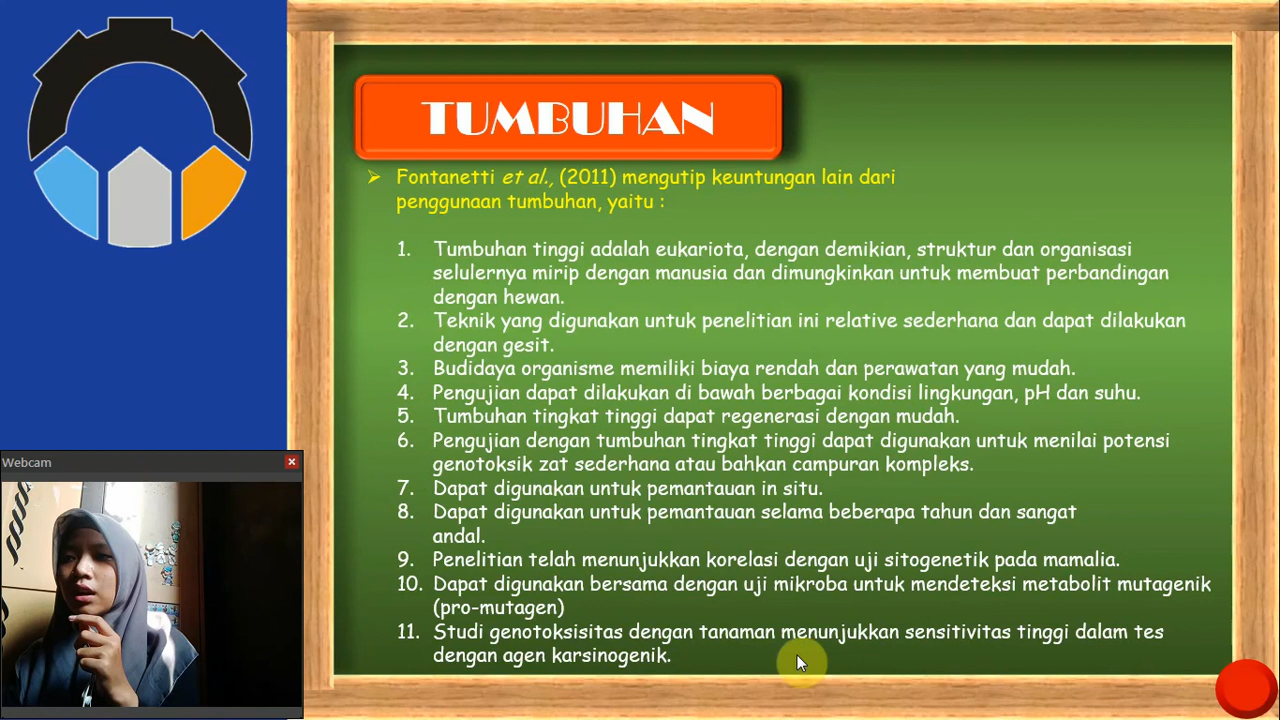 TUMBUHAN
➢ Fontanetti et al., (2011) mengutip keuntungan lain dari
penggunaan tumbuhan, yaitu :
1. Tumbuhan tinggi adalah eukariota, dengan demikian, struktur dan organisasi
selulernya mirip dengan manusia dan dimungkinkan untuk membuat perbandingan
dengan hewan.
2. Teknik yang digunakan untuk penelitian ini relative sederhana dan dapat dilakukan
dengan gesit.
3. Budidaya organisme memiliki biaya rendah dan perawatan yang mudah.
4. Pengujian dapat dilakukan di bawah berbagai kondisi lingkungan, pH dan suhu.
5. Tumbuhan tingkat tinggi dapat regenerasi dengan mudah.
6. Pengujian dengan tumbuhan tingkat tinggi dapat digunakan untuk menilai potensi
genotoksik zat sederhana atau bahkan campuran kompleks.
7. Dapat digunakan untuk pemantauan in situ.
8. Dapat digunakan untuk pemantauan selama beberapa tahun dan sangat
andal.
9. Penelitian telah menunjukkan korelasi dengan uji sitogenetik pada mamalia.
10. Dapat digunakan bersama dengan uji mikroba untuk mendeteksi metabolit mutagenik
(pro-mutagen)
11. Studi genotoksisitas dengan tanaman menunjukkan sensitivitas tinggi dalam tes
dengan agen karsinogenik.
Webcam